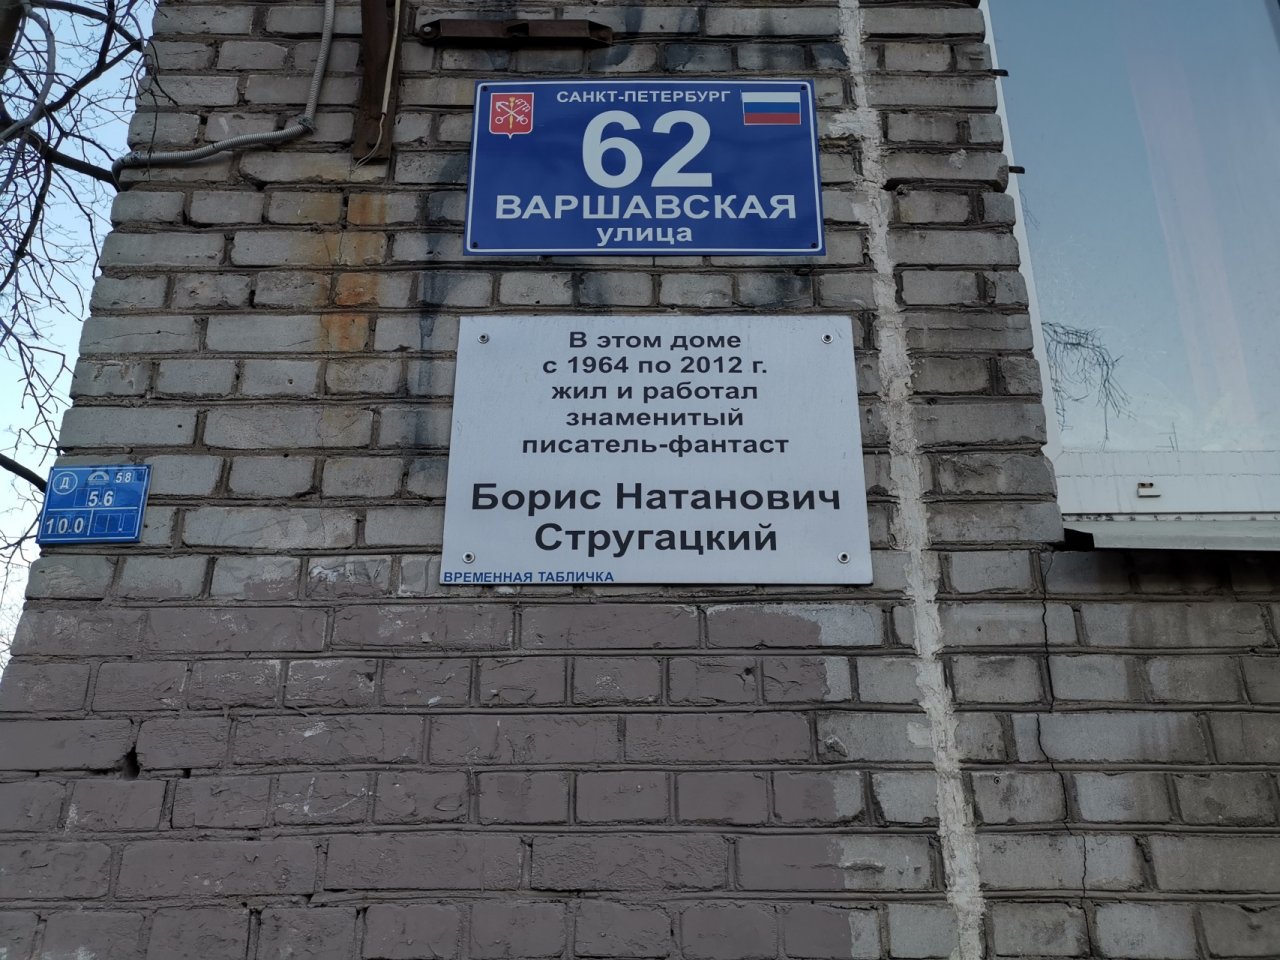 САНКТ-ПЕТЕРБУРГ
62
ВАРШАВСКАЯ
улица
В этом доме
с 1964 по 2012 г.
жил и работал
знаменитый
писатель-фантаст
Борис Натанович
Стругацкий
ВРЕМЕННАЯ ТАБЛИЧКА
Д 58
5.6
10.0